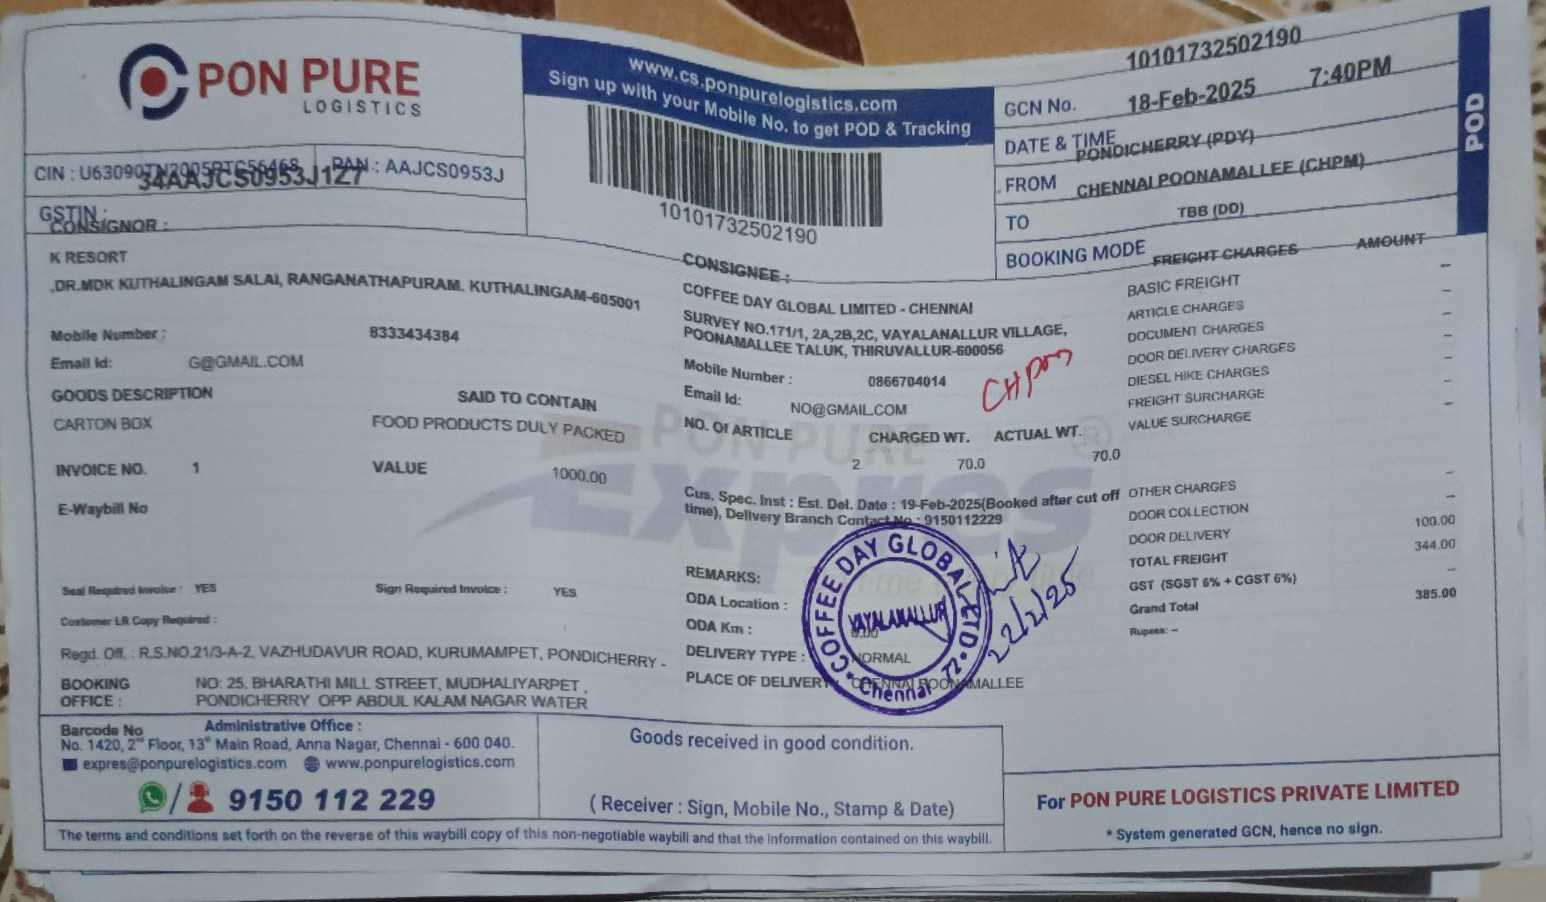 PON PURE
LOGISTICS
www.cs.ponpurelogistics.com
Sign up with your Mobile No. to get POD & Tracking
10101732502190
GCN No. 10101732502190
DATE & TIME 18-Feb-2025 7:40PM
FROM PONDICHERRY (PDY)
TO CHENNAI POONAMALLEE (CHPM)
BOOKING MODE TBB (DD)
POD
CIN : PAN : AAJCS0953J
34AAJCS0953J1Z7
GSTIN :
CONSIGNOR :
K RESORT
,DR.MDK KUTHALINGAM SALAI, RANGANATHAPURAM. KUTHALINGAM-605001
Mobile Number : 8333434384
Email Id: G@GMAIL.COM
GOODS DESCRIPTION SAID TO CONTAIN
CARTON BOX FOOD PRODUCTS DULY PACKED
INVOICE NO. 1 VALUE 1000.00
E-Waybill No
Seal Required Invoice : YES Sign Required Invoice : YES
Customer LR Copy Required :
Regd. Off. : R.S.NO.21/3-A-2, VAZHUDAVUR ROAD, KURUMAMPET, PONDICHERRY -
BOOKING OFFICE : NO: 25, BHARATHI MILL STREET, MUDHALIYARPET ,
PONDICHERRY OPP ABDUL KALAM NAGAR WATER
CONSIGNEE :
COFFEE DAY GLOBAL LIMITED - CHENNAI
SURVEY NO.171/1, 2A,2B,2C, VAYALANALLUR VILLAGE,
POONAMALLEE TALUK, THIRUVALLUR-600056
Mobile Number : 0866704014
Email Id: NO@GMAIL.COM
CHPM
NO. Of ARTICLE CHARGED WT. ACTUAL WT.
2 70.0 70.0
Cus. Spec. Inst : Est. Del. Date : 19-Feb-2025(Booked after cut off
time), Delivery Branch Contact No : 9150112229
REMARKS:
ODA Location :
ODA Km : 0.00
DELIVERY TYPE : NORMAL
PLACE OF DELIVERY : CHENNAI POONAMALLEE
COFFEE DAY GLOBAL LTD.
VAYALANALLUR
* Chennai - 72 *
22/2/25
PON PURE
Expres
FREIGHT CHARGES AMOUNT
BASIC FREIGHT --
ARTICLE CHARGES --
DOCUMENT CHARGES --
DOOR DELIVERY CHARGES --
DIESEL HIKE CHARGES --
FREIGHT SURCHARGE --
VALUE SURCHARGE --
OTHER CHARGES --
DOOR COLLECTION --
DOOR DELIVERY 100.00
TOTAL FREIGHT 344.00
GST (SGST 6% + CGST 6%) --
Grand Total 385.00
Rupees: --
Barcode No
Administrative Office :
No. 1420, 2nd Floor, 13th Main Road, Anna Nagar, Chennai - 600 040.
expres@ponpurelogistics.com www.ponpurelogistics.com
/ 9150 112 229
Goods received in good condition.
( Receiver : Sign, Mobile No., Stamp & Date)
For PON PURE LOGISTICS PRIVATE LIMITED
* System generated GCN, hence no sign.
The terms and conditions set forth on the reverse of this waybill copy of this non-negotiable waybill and that the information contained on this waybill.